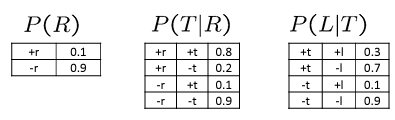 P(R) P(T|R) P(L|T)
+r 0.1 +r +t 0.8 +t +l 0.3
-r 0.9 +r -t 0.2 +t -l 0.7
-r +t 0.1 -t +l 0.1
-r -t 0.9 -t -l 0.9